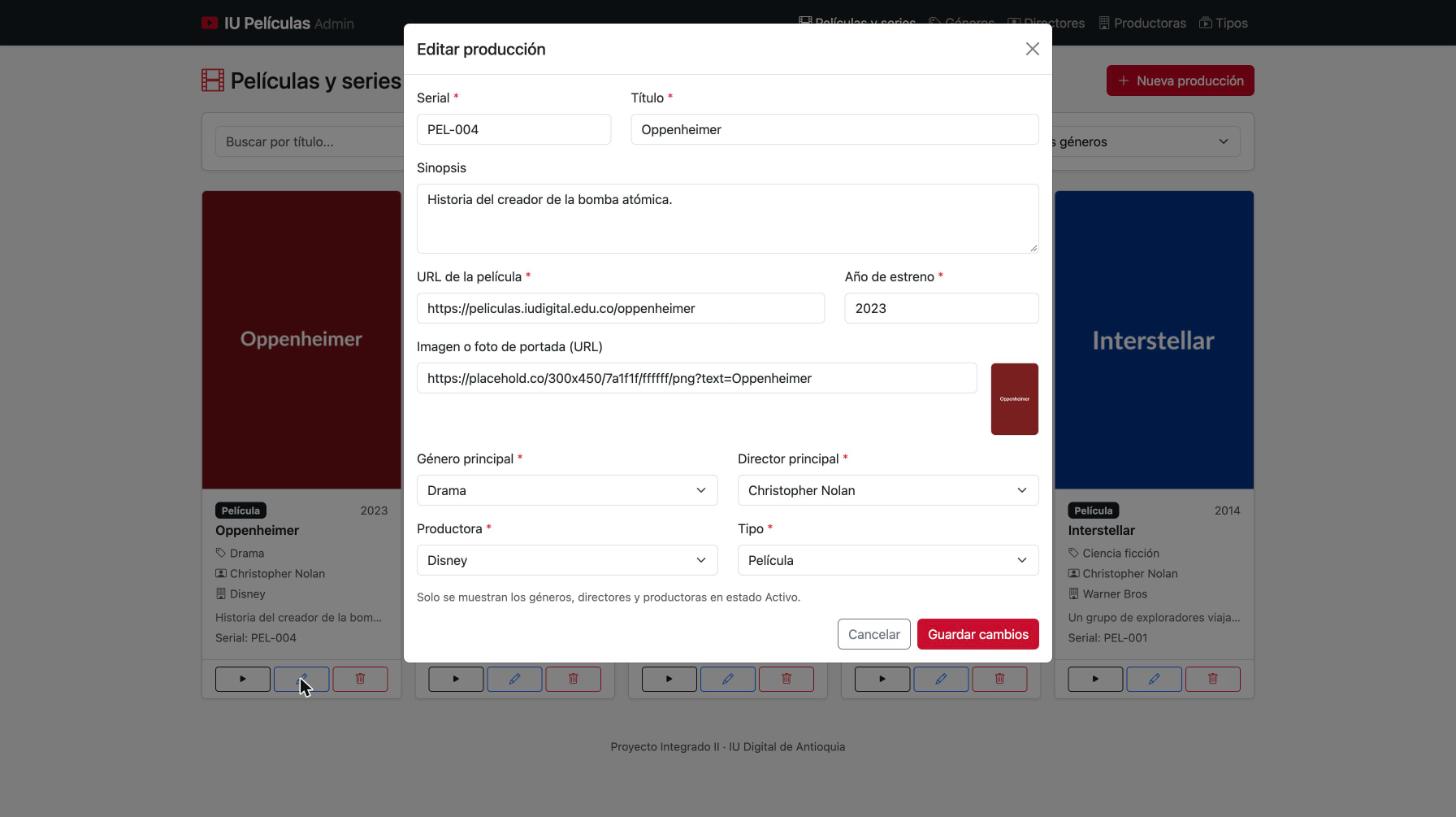 IU Películas Admin
Películas y series
Géneros
Directores
Productoras
Tipos
Editar producción
Películas y series
Nueva producción
Serial *
Título *
PEL-004
Oppenheimer
Buscar por título...
géneros
Sinopsis
Historia del creador de la bomba atómica.
URL de la película *
Año de estreno *
https://peliculas.iudigital.edu.co/oppenheimer
2023
Imagen o foto de portada (URL)
https://placehold.co/300x450/7a1f1f/ffffff/png?text=Oppenheimer
Oppenheimer
Género principal *
Director principal *
Drama
Christopher Nolan
Productora *
Tipo *
Disney
Película
Solo se muestran los géneros, directores y productoras en estado Activo.
Cancelar
Guardar cambios
Oppenheimer
Película
2023
Oppenheimer
Drama
Christopher Nolan
Disney
Historia del creador de la bom...
Serial: PEL-004
Interstellar
Película
2014
Interstellar
Ciencia ficción
Christopher Nolan
Warner Bros
Un grupo de exploradores viaja...
Serial: PEL-001
Proyecto Integrado II · IU Digital de Antioquia